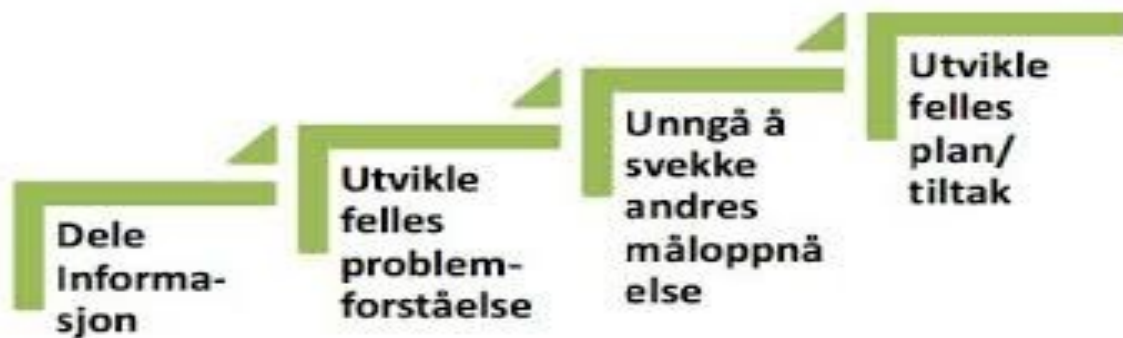 Dele
Informa-
sjon
Utvikle
felles
problem-
forståelse
Unngå å
svekke
andres
måloppnå
else
Utvikle
felles
plan/
tiltak